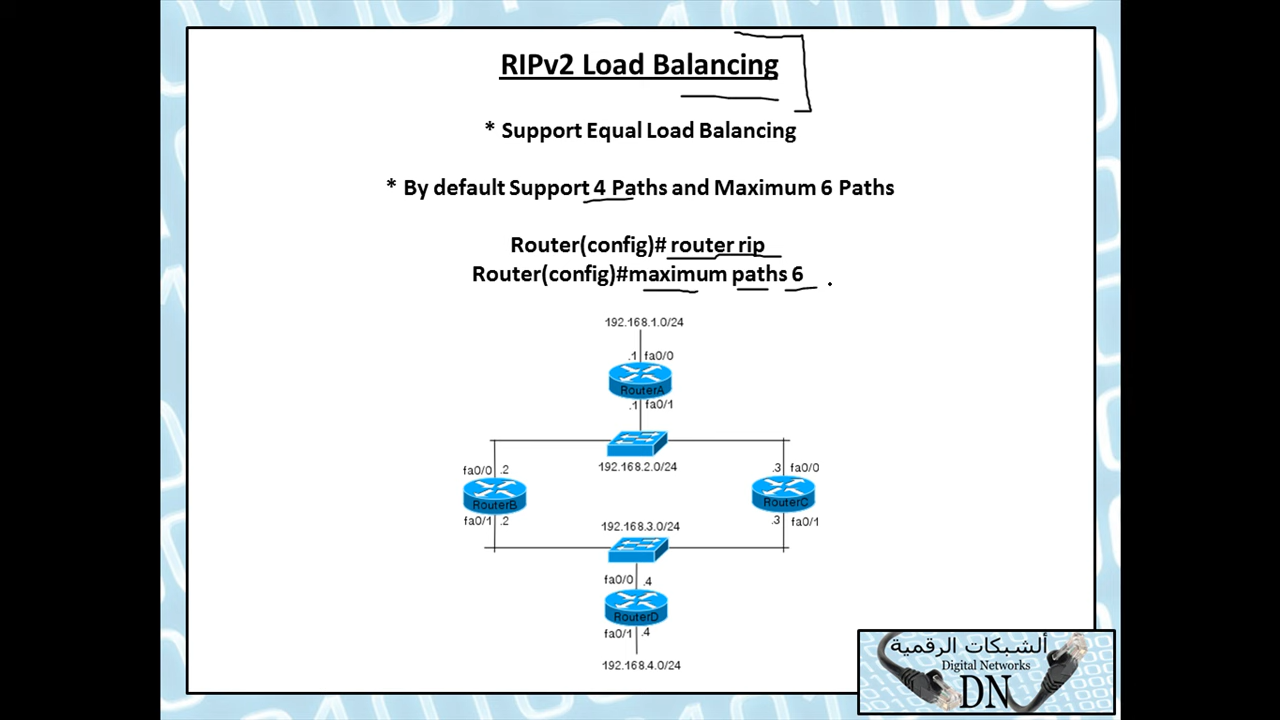 RIPv2 Load Balancing
* Support Equal Load Balancing
* By default Support 4 Paths and Maximum 6 Paths
Router(config)# router rip
Router(config)#maximum paths 6
192.168.1.0/24
.1 fa0/0
RouterA
.1 fa0/1
192.168.2.0/24
fa0/0 .2
RouterB
fa0/1 .2
.3 fa0/0
RouterC
.3 fa0/1
192.168.3.0/24
fa0/0 .4
RouterD
fa0/1 .4
192.168.4.0/24
ألشبكات الرقمية
Digital Networks
DN